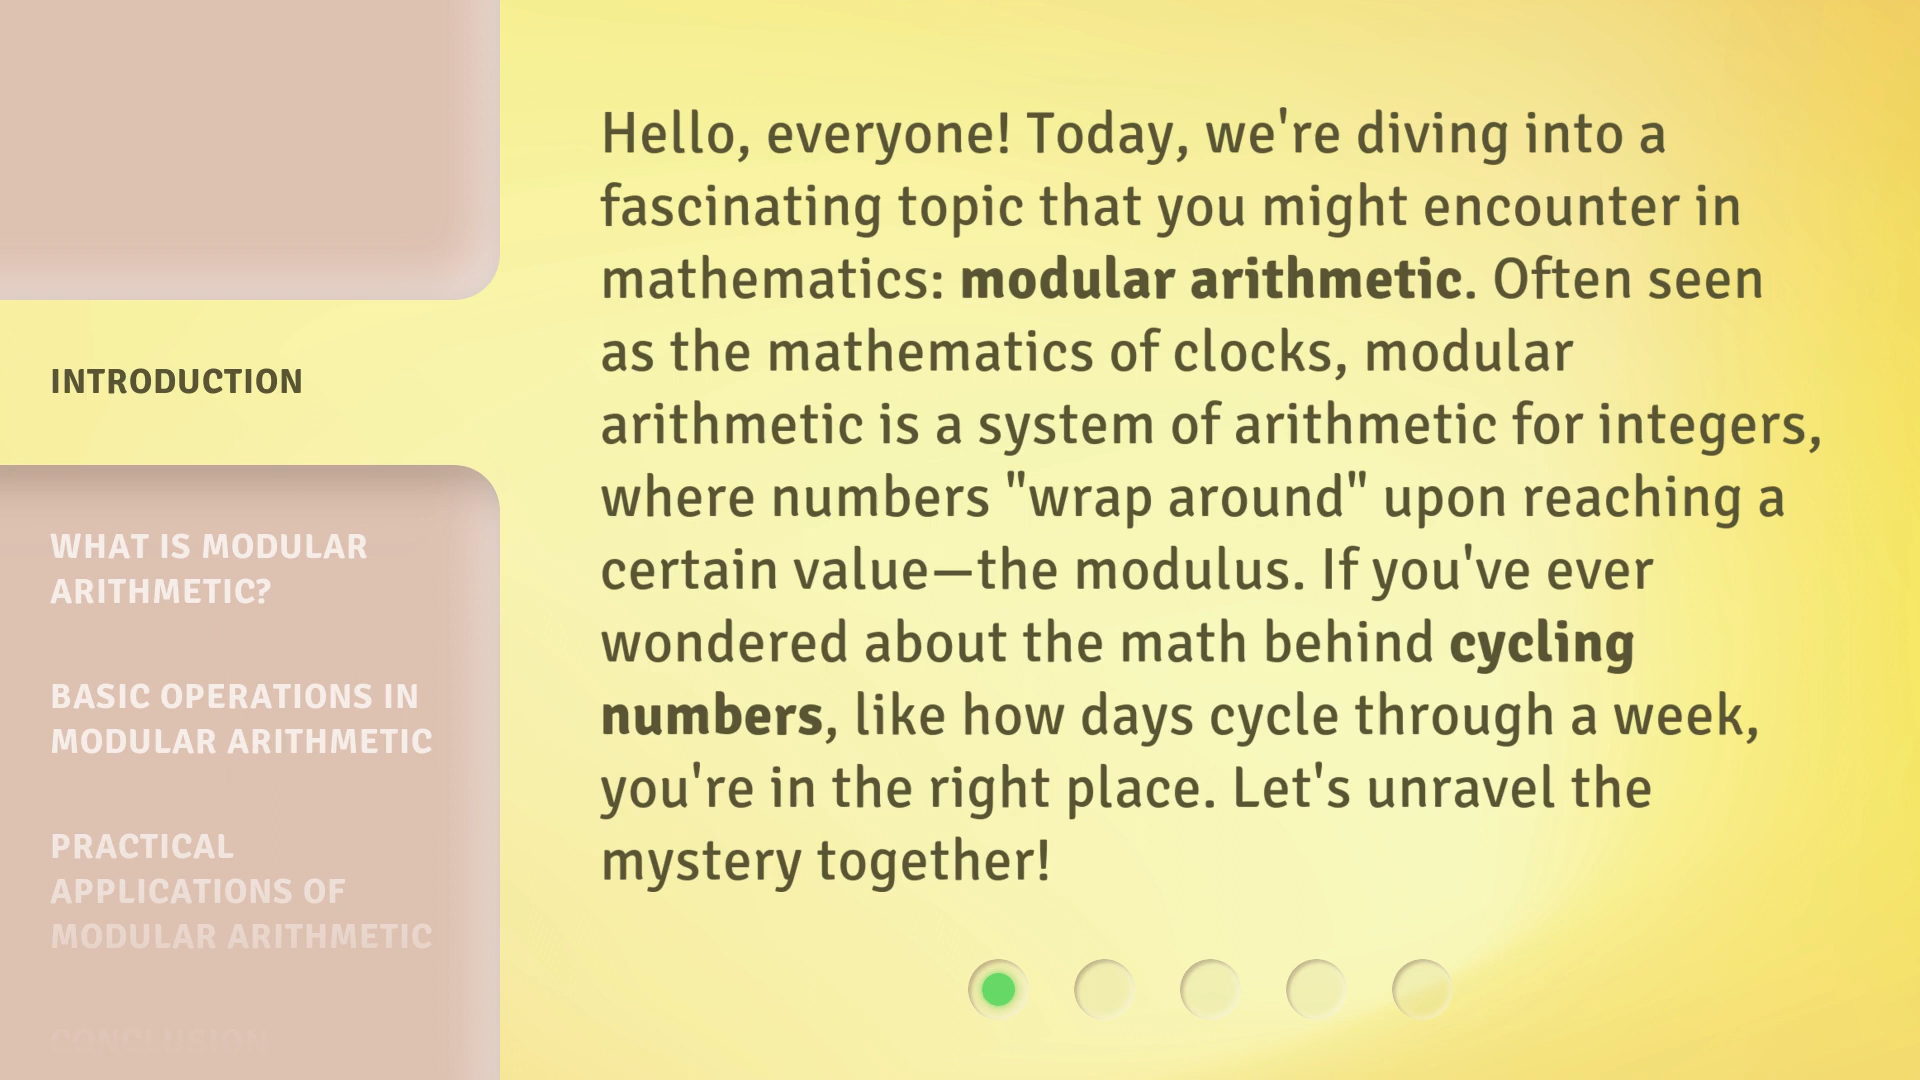 INTRODUCTION
WHAT IS MODULAR
ARITHMETIC?
BASIC OPERATIONS IN
MODULAR ARITHMETIC
PRACTICAL
APPLICATIONS OF
MODULAR ARITHMETIC
CONCLUSION
Hello, everyone! Today, we're diving into a
fascinating topic that you might encounter in
mathematics: modular arithmetic. Often seen
as the mathematics of clocks, modular
arithmetic is a system of arithmetic for integers,
where numbers "wrap around" upon reaching a
certain value—the modulus. If you've ever
wondered about the math behind cycling
numbers, like how days cycle through a week,
you're in the right place. Let's unravel the
mystery together!